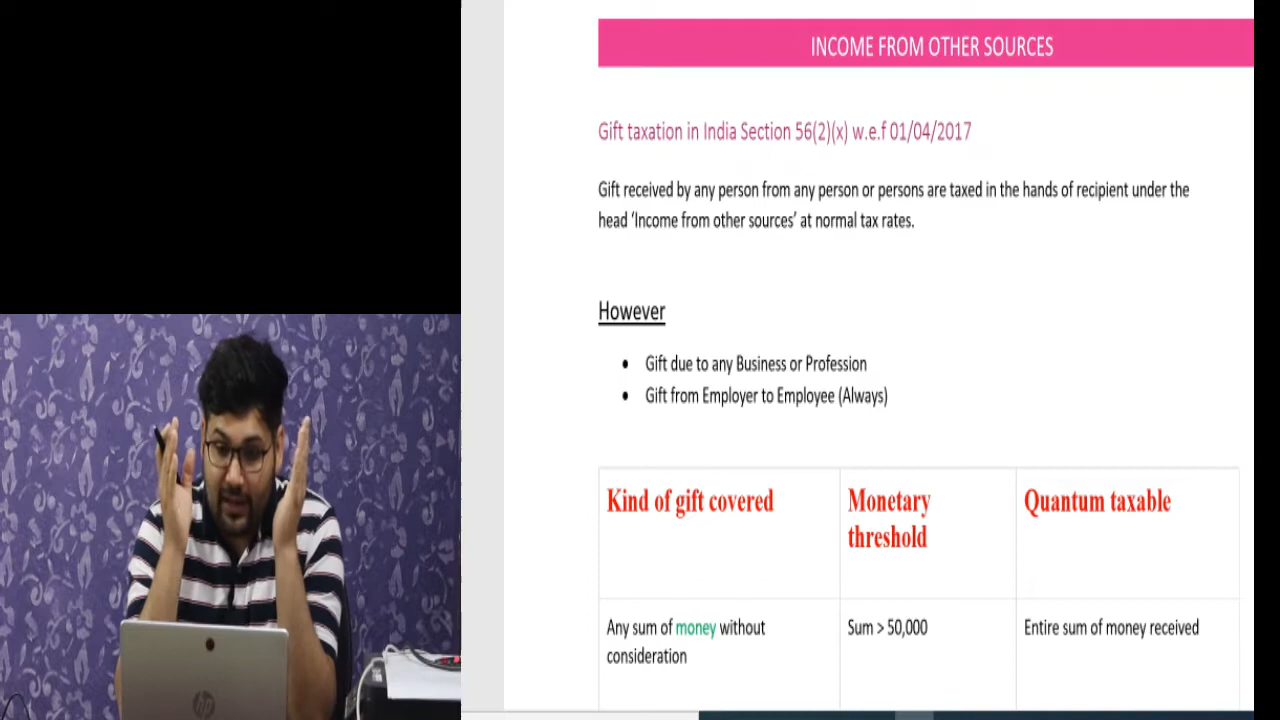 INCOME FROM OTHER SOURCES
Gift taxation in India Section 56(2)(x) w.e.f 01/04/2017
Gift received by any person from any person or persons are taxed in the hands of recipient under the
head ‘Income from other sources’ at normal tax rates.
However
• Gift due to any Business or Profession
• Gift from Employer to Employee (Always)
Kind of gift covered
Monetary
threshold
Quantum taxable
Any sum of money without
consideration
Sum > 50,000
Entire sum of money received
hp